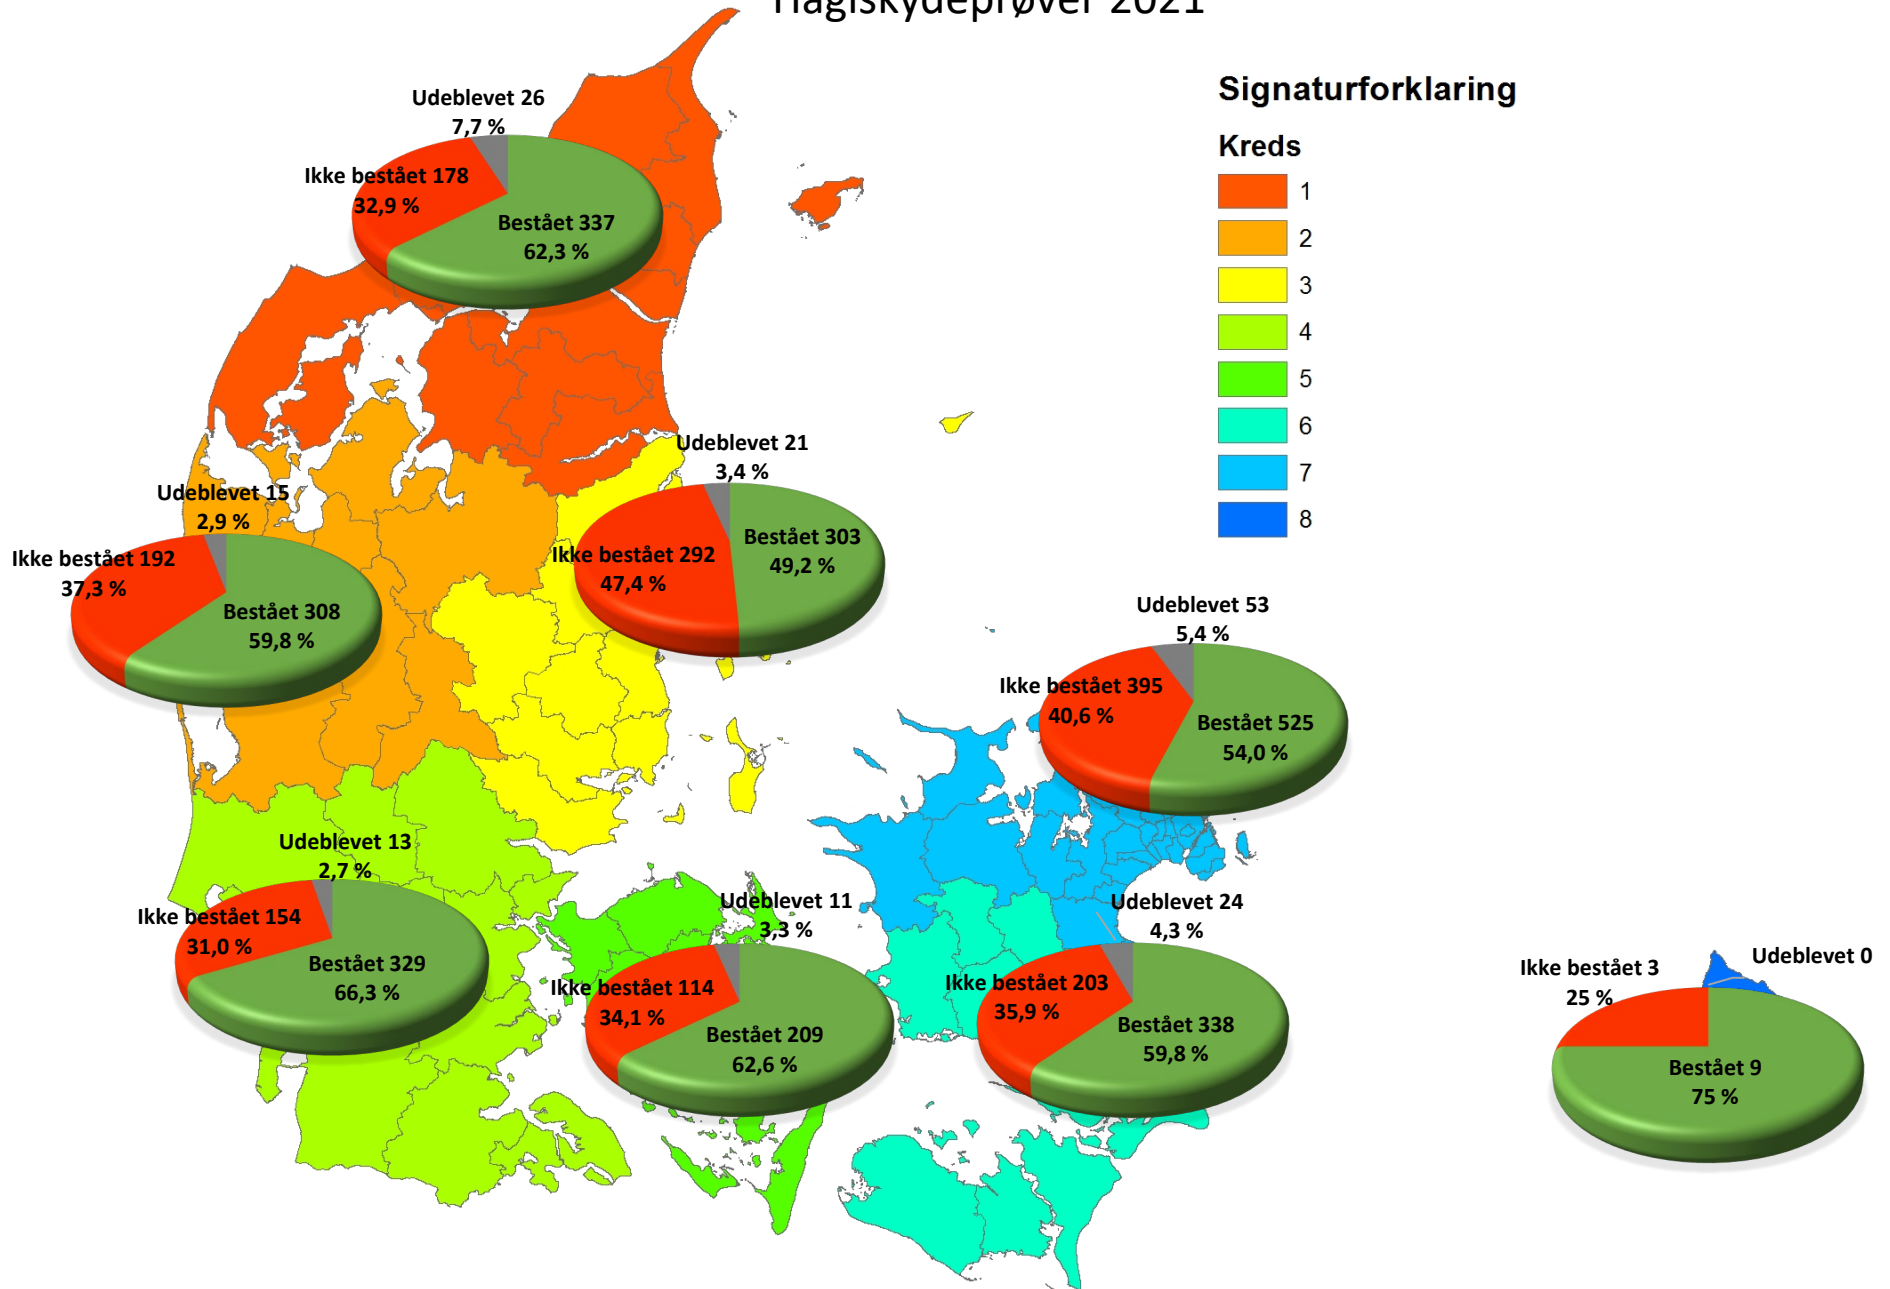 Haglskydeprøver 2021
Signaturforklaring
Kreds
1
2
3
4
5
6
7
8
Udeblevet 26
7,7 %
Ikke bestået 178
32,9 %
Bestået 337
62,3 %
Udeblevet 21
3,4 %
Ikke bestået 292
47,4 %
Bestået 303
49,2 %
Udeblevet 15
2,9 %
Ikke bestået 192
37,3 %
Bestået 308
59,8 %
Udeblevet 53
5,4 %
Ikke bestået 395
40,6 %
Bestået 525
54,0 %
Udeblevet 13
2,7 %
Ikke bestået 154
31,0 %
Bestået 329
66,3 %
Udeblevet 11
3,3 %
Ikke bestået 114
34,1 %
Bestået 209
62,6 %
Udeblevet 24
4,3 %
Ikke bestået 203
35,9 %
Bestået 338
59,8 %
Udeblevet 0
Ikke bestået 3
25 %
Bestået 9
75 %